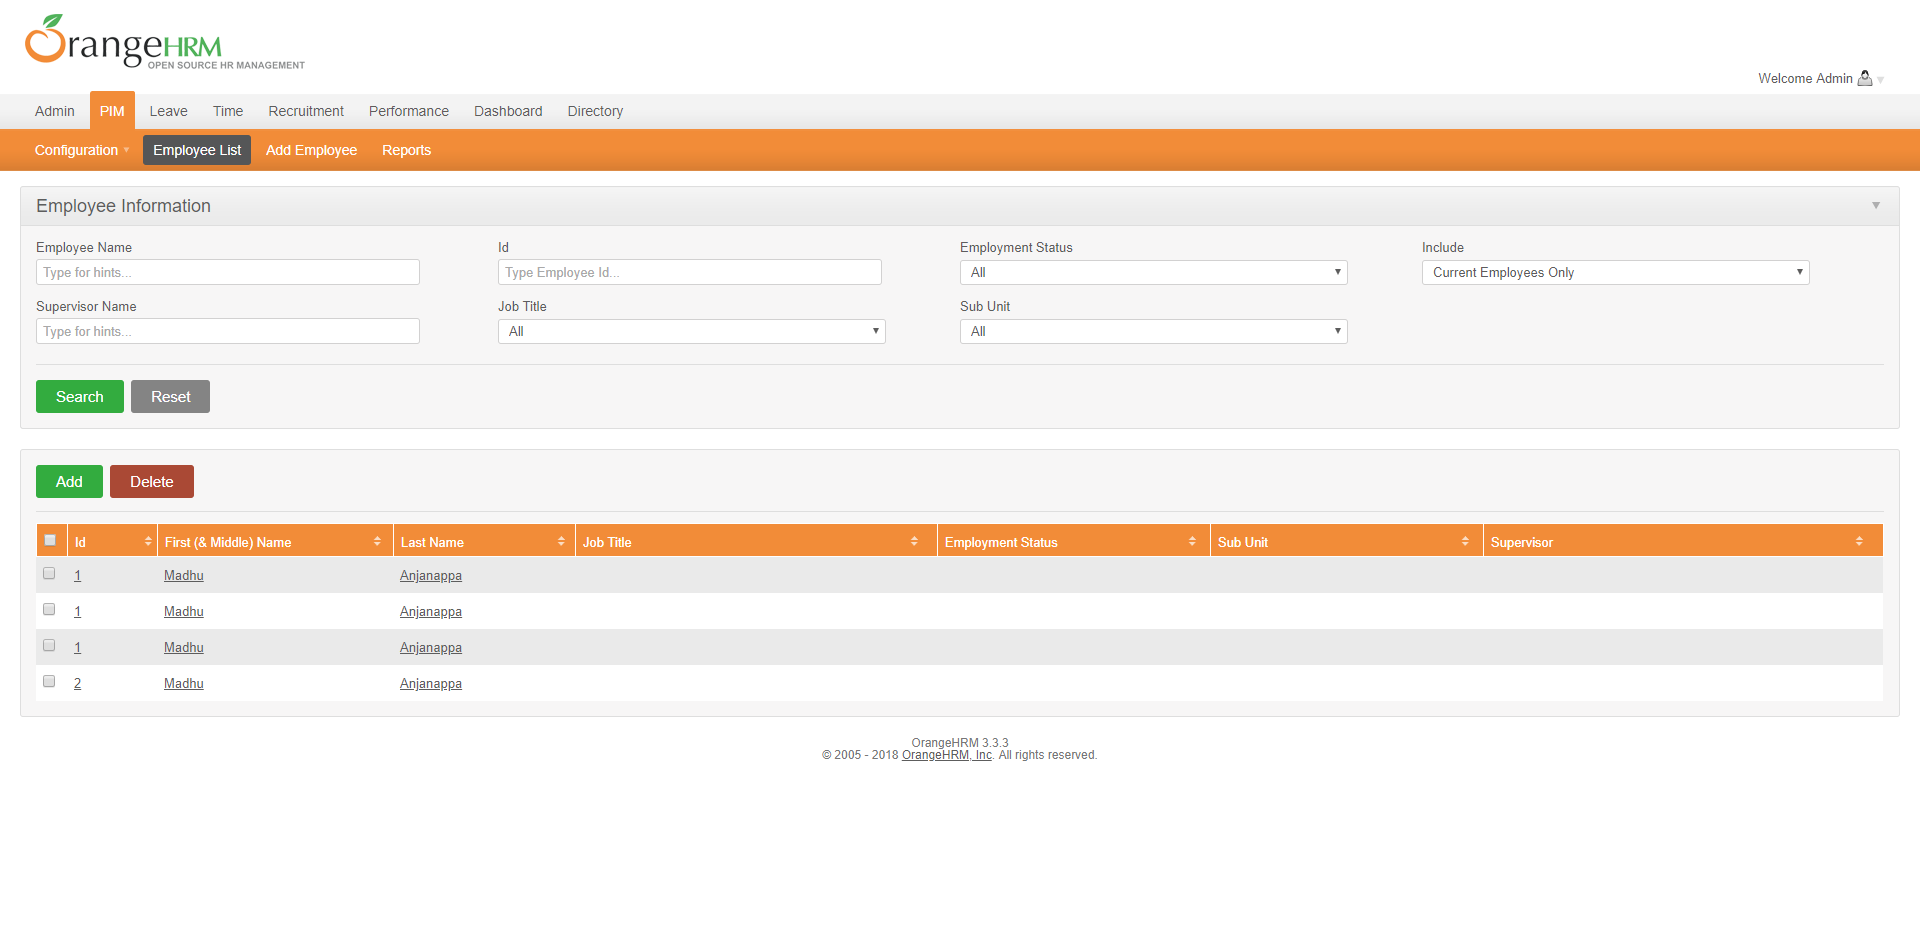 OrangeHRM
OPEN SOURCE HR MANAGEMENT
Welcome Admin
Admin PIM Leave Time Recruitment Performance Dashboard Directory
Configuration Employee List Add Employee Reports
Employee Information
Employee Name Id Employment Status Include
Type for hints... Type Employee Id... All Current Employees Only
Supervisor Name Job Title Sub Unit
Type for hints... All All
Search Reset
Add Delete
Id First (& Middle) Name Last Name Job Title Employment Status Sub Unit Supervisor
1 Madhu Anjanappa
1 Madhu Anjanappa
1 Madhu Anjanappa
2 Madhu Anjanappa
OrangeHRM 3.3.3
© 2005 - 2018 OrangeHRM, Inc. All rights reserved.